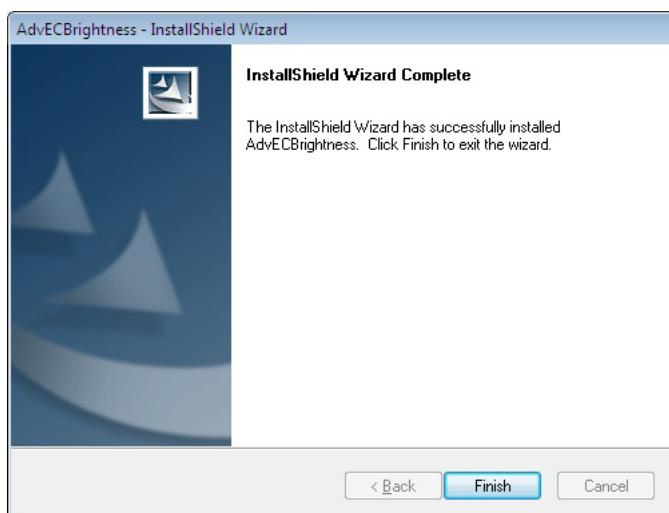 AdvECBrightness - InstallShield Wizard
InstallShield Wizard Complete
The InstallShield Wizard has successfully installed
AdvECBrightness. Click Finish to exit the wizard.
< Back
Finish
Cancel